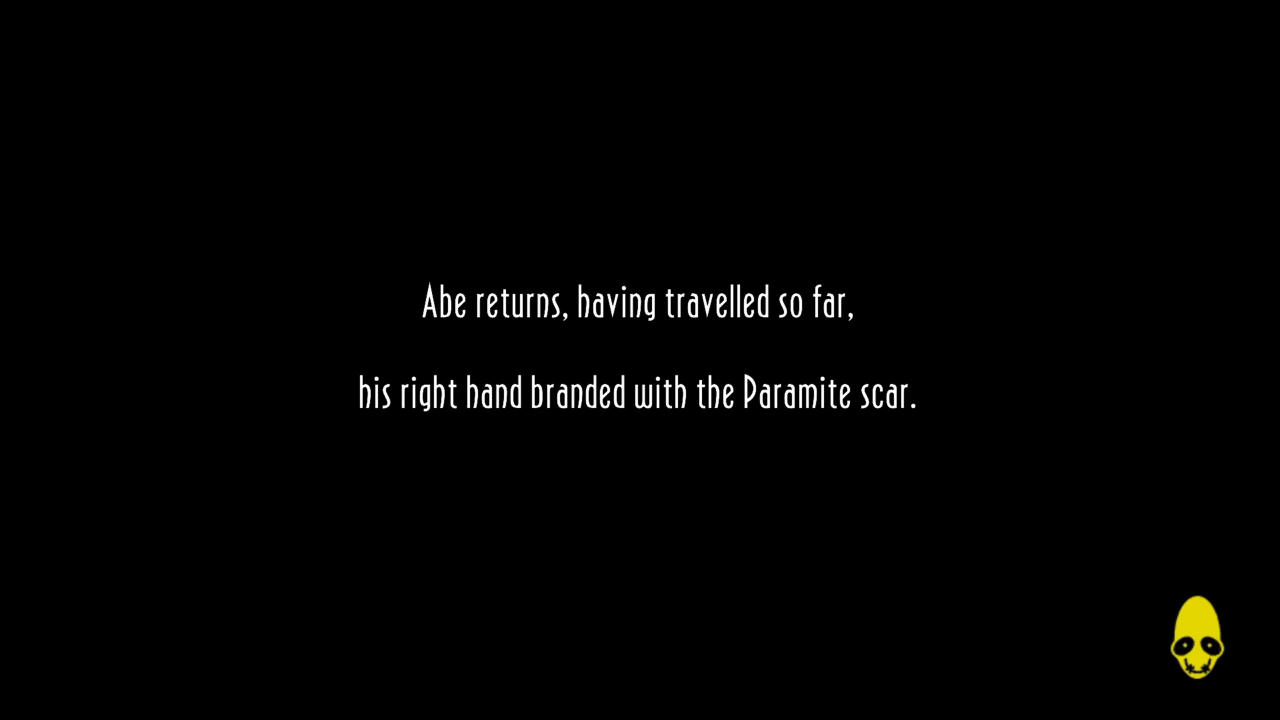 Abe returns, having travelled so far,
his right hand branded with the Paramite scar.